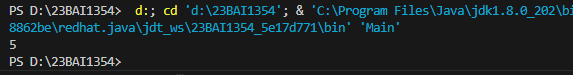 PS D:\23BAI1354>  d:; cd 'd:\23BAI1354'; & 'C:\Program Files\Java\jdk1.8.0_202\bi
8862be\redhat.java\jdt_ws\23BAI1354_5e17d771\bin' 'Main'
5
PS D:\23BAI1354>